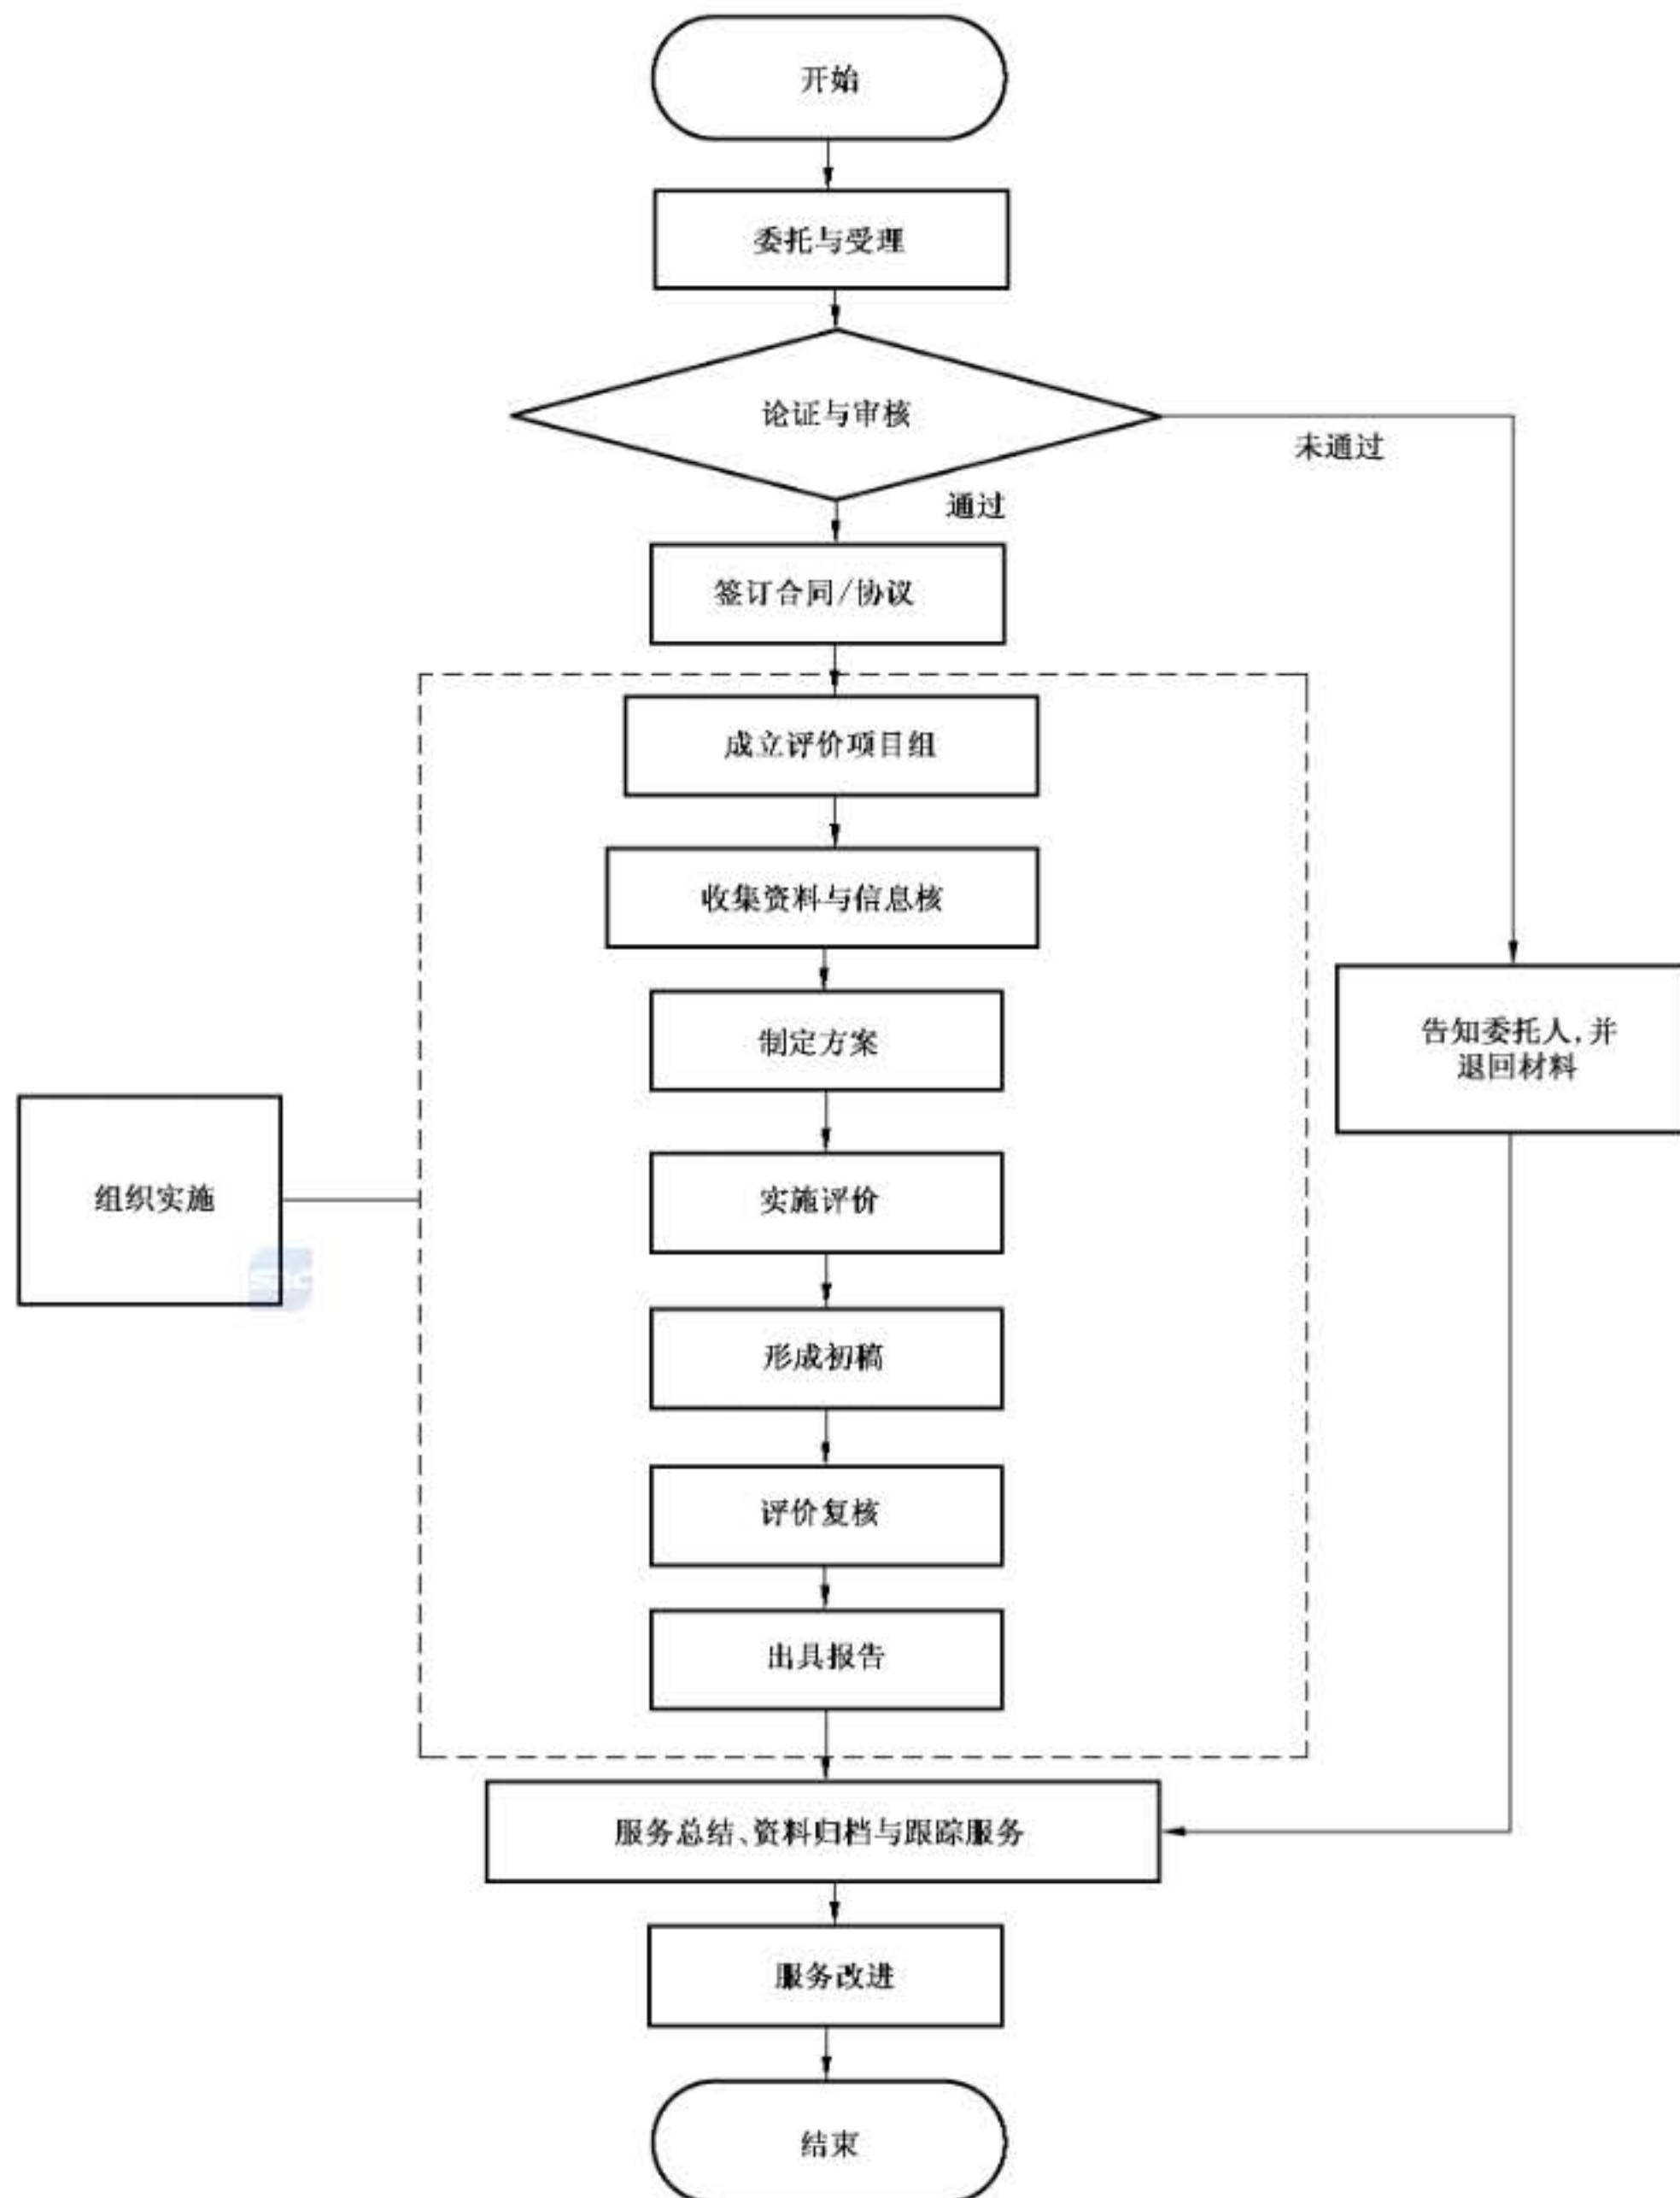 开始
委托与受理
论证与审核
未通过
通过
签订合同/协议
成立评价项目组
收集资料与信息核
制定方案
告知委托人,并
退回材料
组织实施
实施评价
形成初稿
评价复核
出具报告
服务总结、资料归档与跟踪服务
服务改进
结束